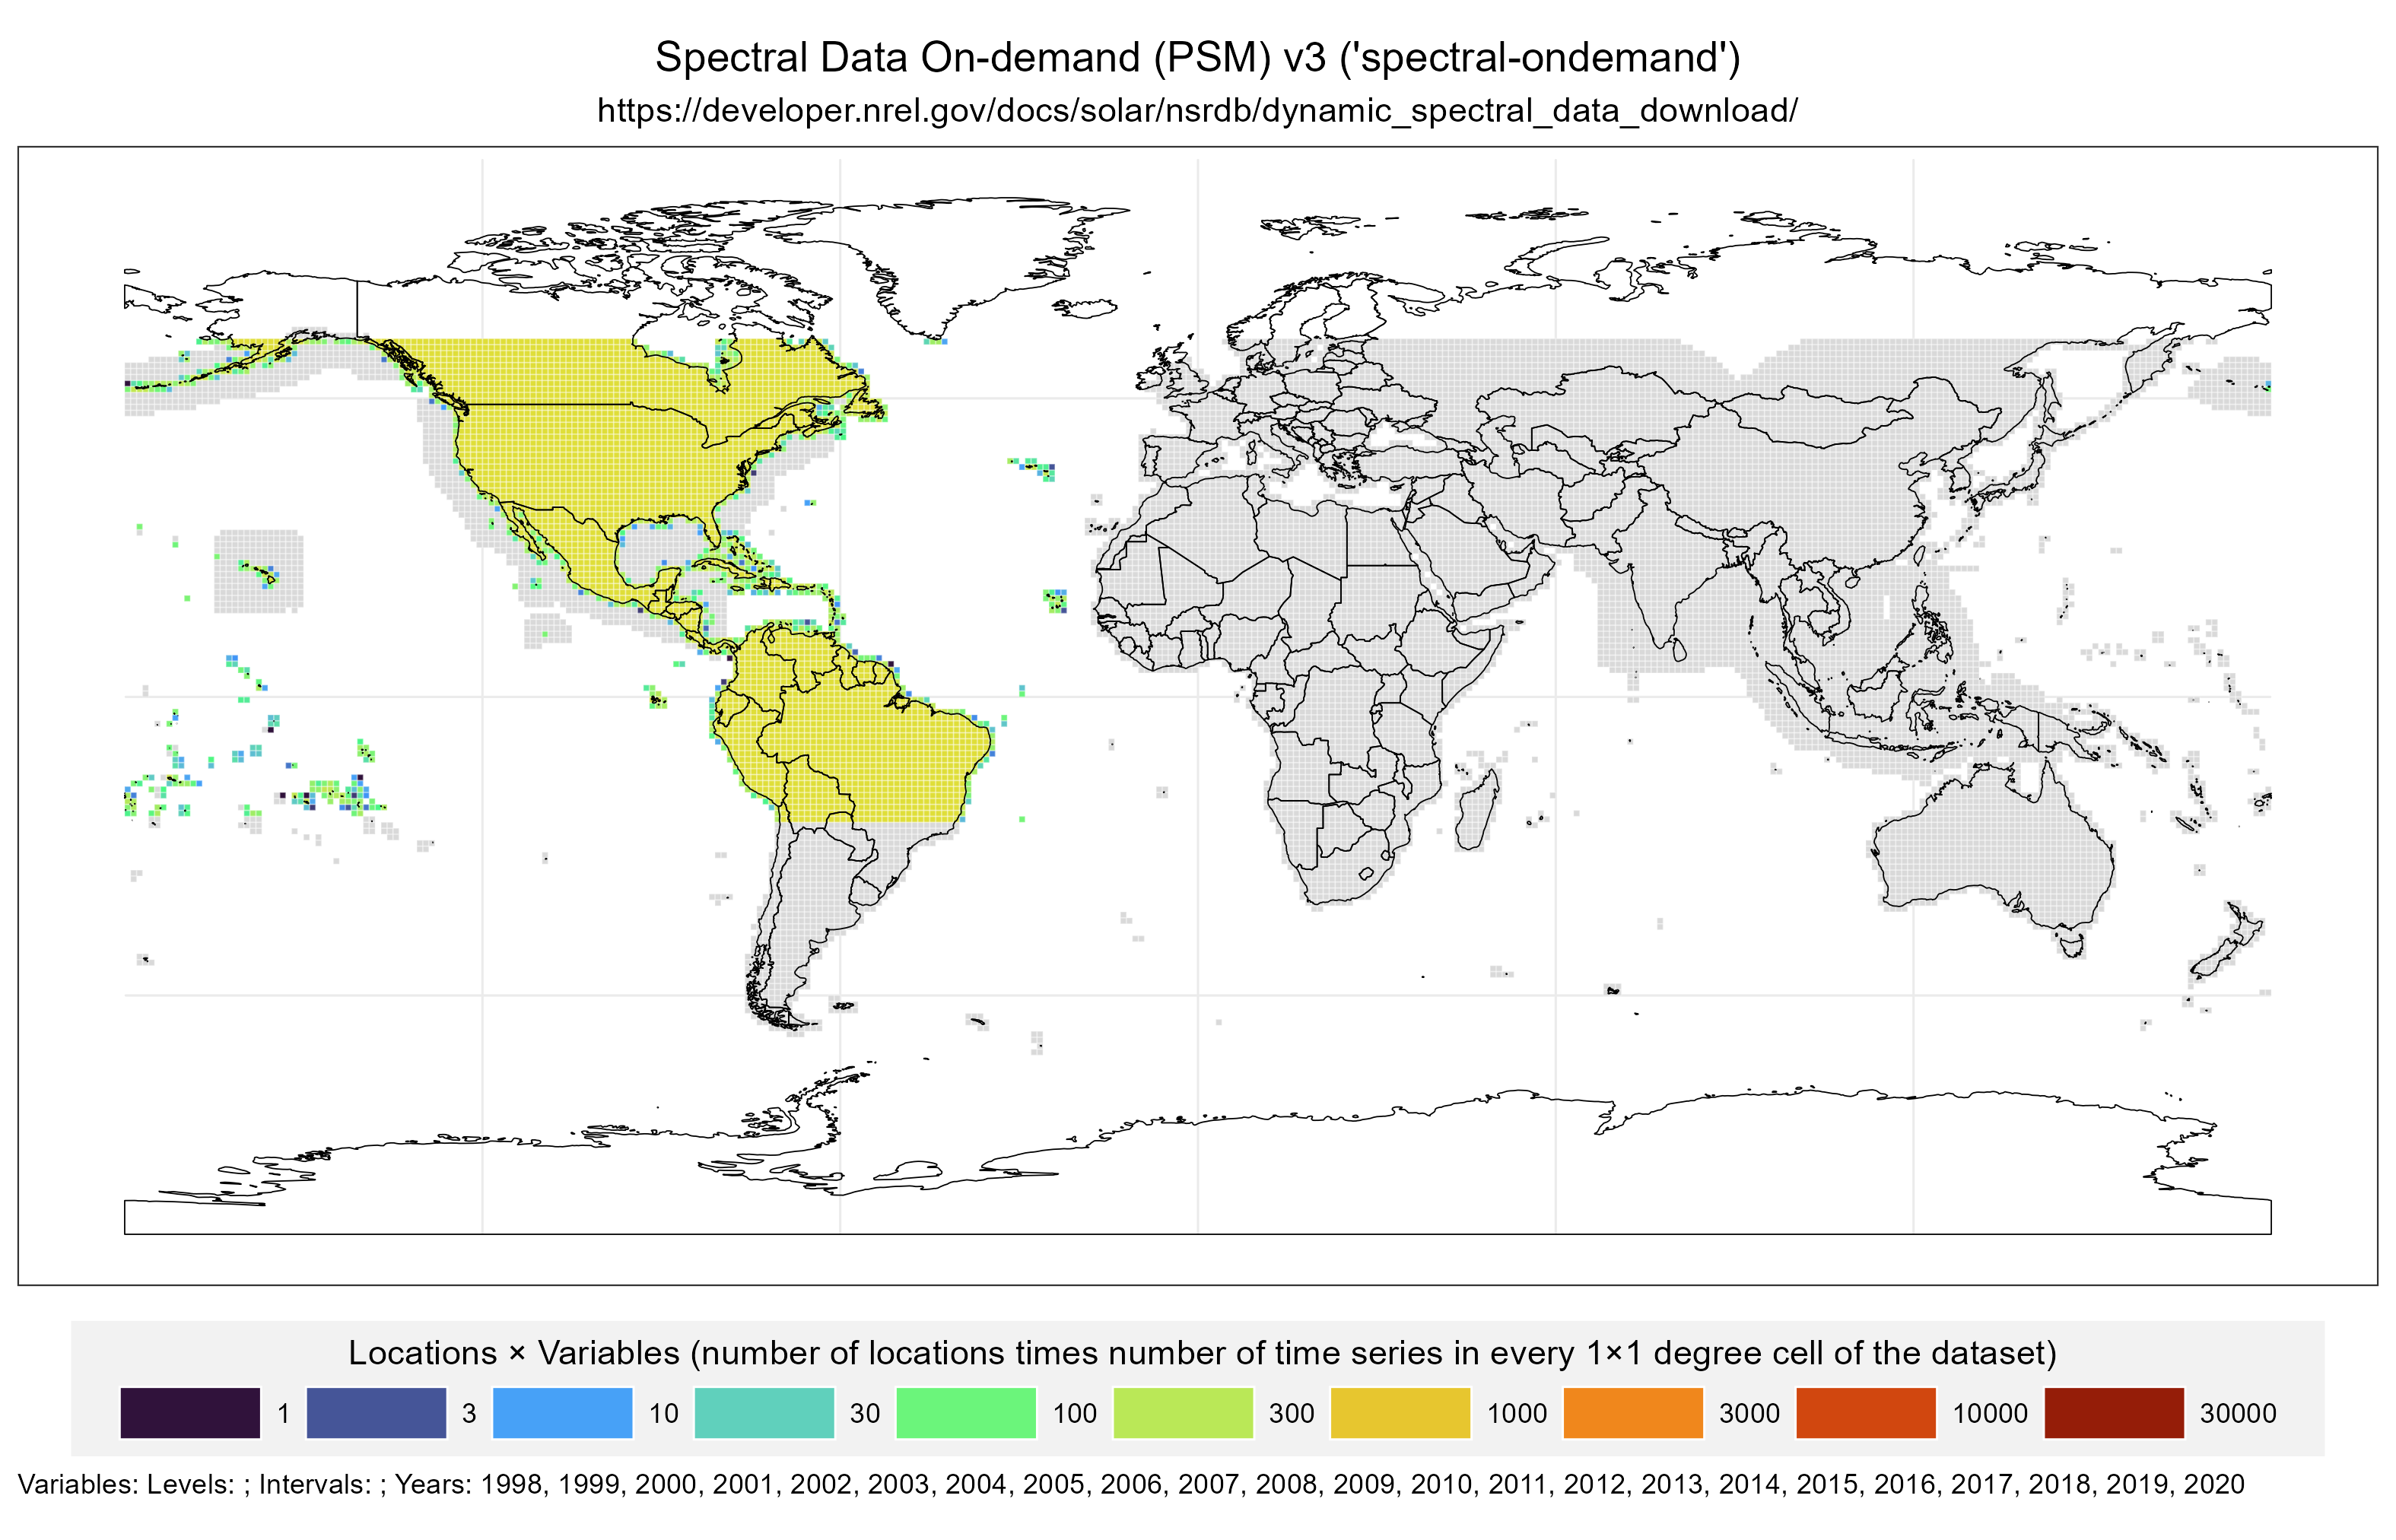 Spectral Data On-demand (PSM) v3 ('spectral-ondemand')
https://developer.nrel.gov/docs/solar/nsrdb/dynamic_spectral_data_download/
Locations × Variables (number of locations times number of time series in every 1×1 degree cell of the dataset)
1 3 10 30 100 300 1000 3000 10000 30000
Variables: Levels: ; Intervals: ; Years: 1998, 1999, 2000, 2001, 2002, 2003, 2004, 2005, 2006, 2007, 2008, 2009, 2010, 2011, 2012, 2013, 2014, 2015, 2016, 2017, 2018, 2019, 2020